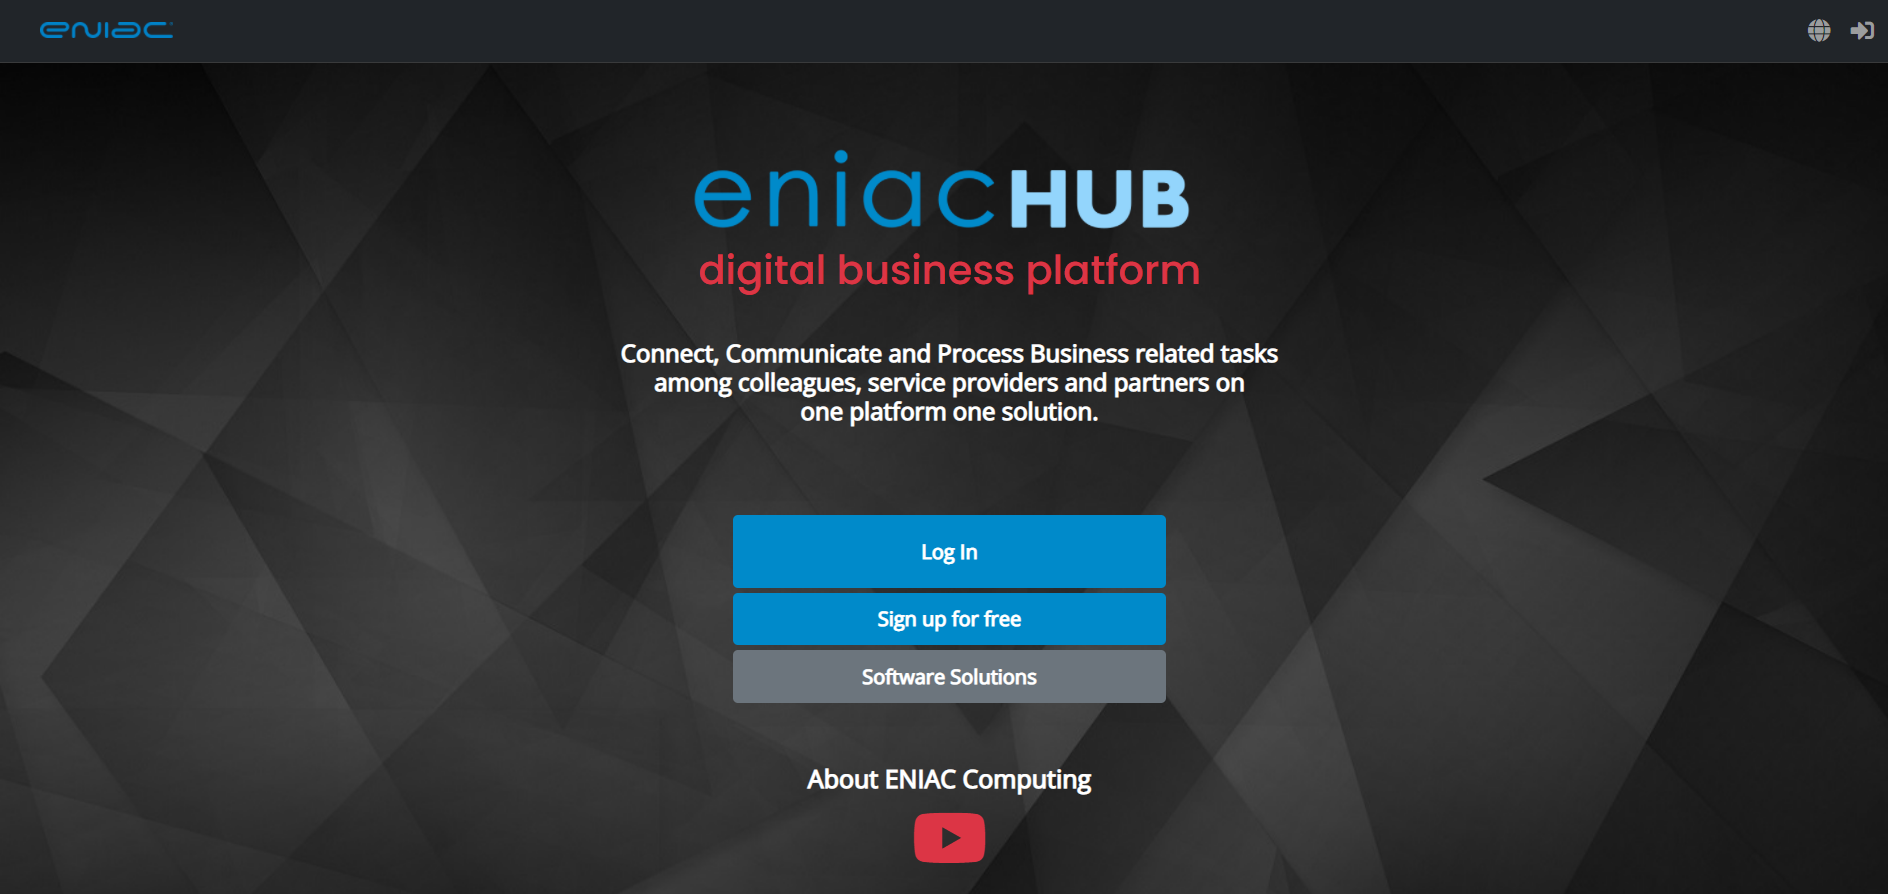 eniac
eniacHUB
digital business platform
Connect, Communicate and Process Business related tasks
among colleagues, service providers and partners on
one platform one solution.
Log In
Sign up for free
Software Solutions
About ENIAC Computing